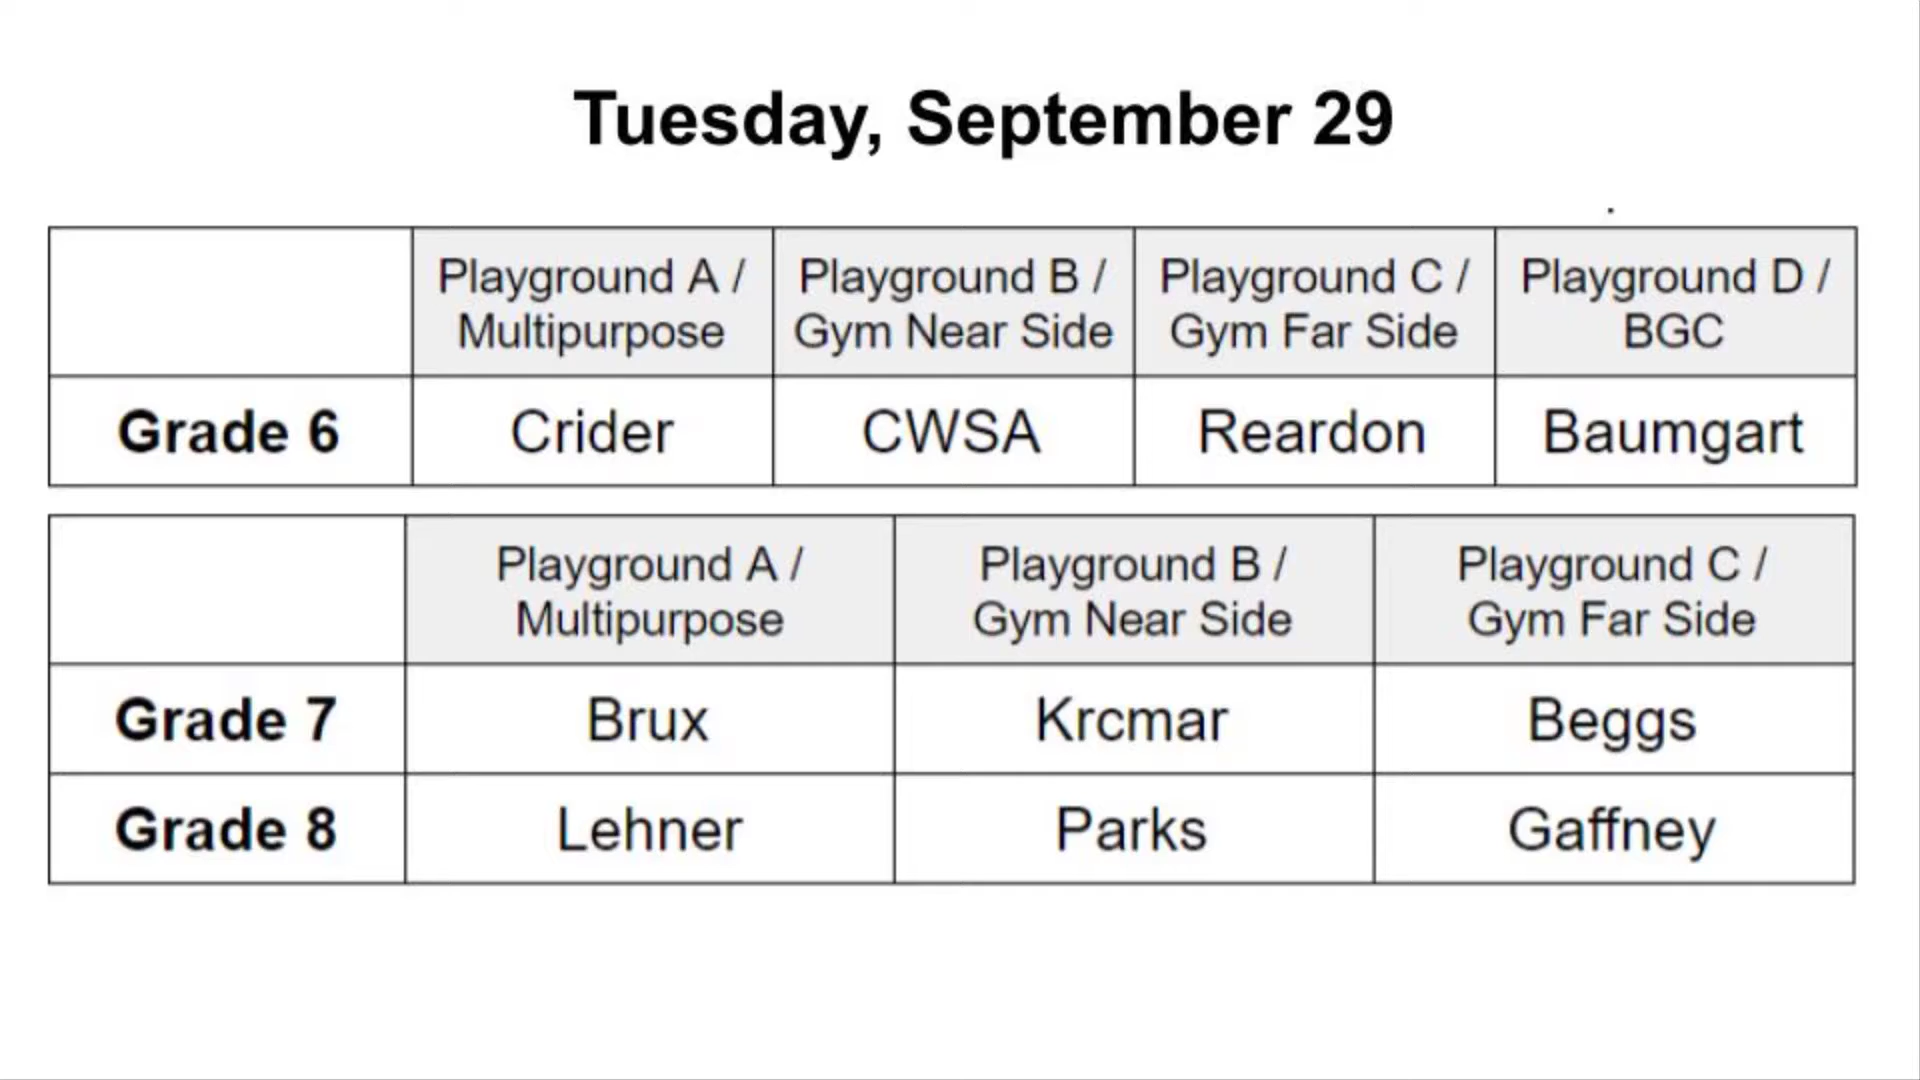 Tuesday, September 29
Playground A / Playground B / Playground C / Playground D /
Multipurpose Gym Near Side Gym Far Side BGC
Grade 6 Crider CWSA Reardon Baumgart
Playground A / Playground B / Playground C /
Multipurpose Gym Near Side Gym Far Side
Grade 7 Brux Krcmar Beggs
Grade 8 Lehner Parks Gaffney